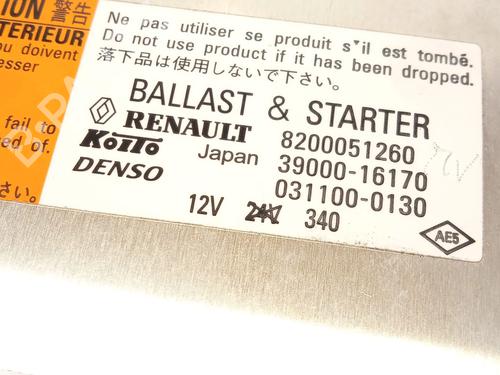 ION 警告
TERIEUR
ou doivent
esser
fail to
ed of.
さい。
Ne pas utiliser se produit s'il est tombé.
Do not use product if it has been dropped.
落下品は使用しないで下さい。
BALLAST & STARTER
RENAULT 8200051260
Koito Japan 39000-16170
DENSO 031100-0130
12V 24V 340
AE5
B-PA